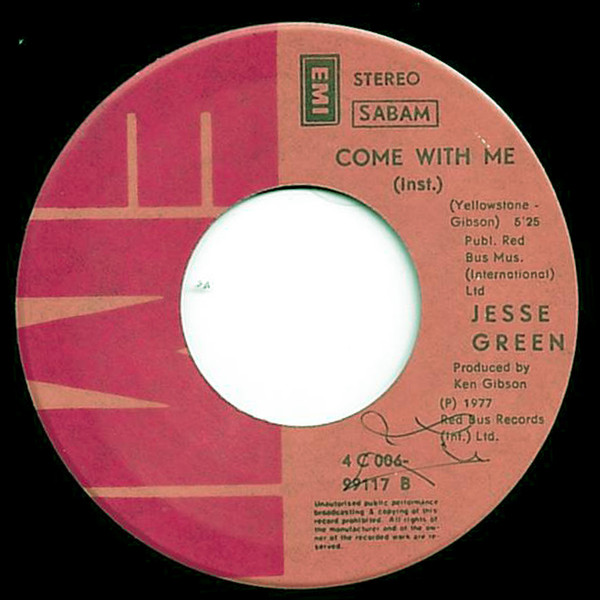 EMI
STEREO
SABAM
COME WITH ME
(Inst.)
(Yellowstone -
Gibson) 5'25
Publ. Red
Bus Mus.
(International)
Ltd
JESSE
GREEN
Produced by
Ken Gibson
(P) 1977
Red Bus Records
(Int.) Ltd.
4 C 006-
99117 B
Unauthorised public performance
broadcasting & copying of this
record prohibited. All rights of
the manufacturer and of the ow-
ner of the recorded work are re-
served.
EMI